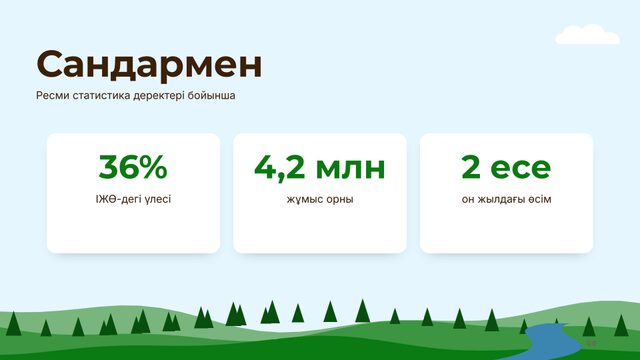 Сандармен
Ресми статистика деректері бойынша
36%
ІЖӨ-дегі үлесі
4,2 млн
жұмыс орны
2 есе
он жылдағы өсім